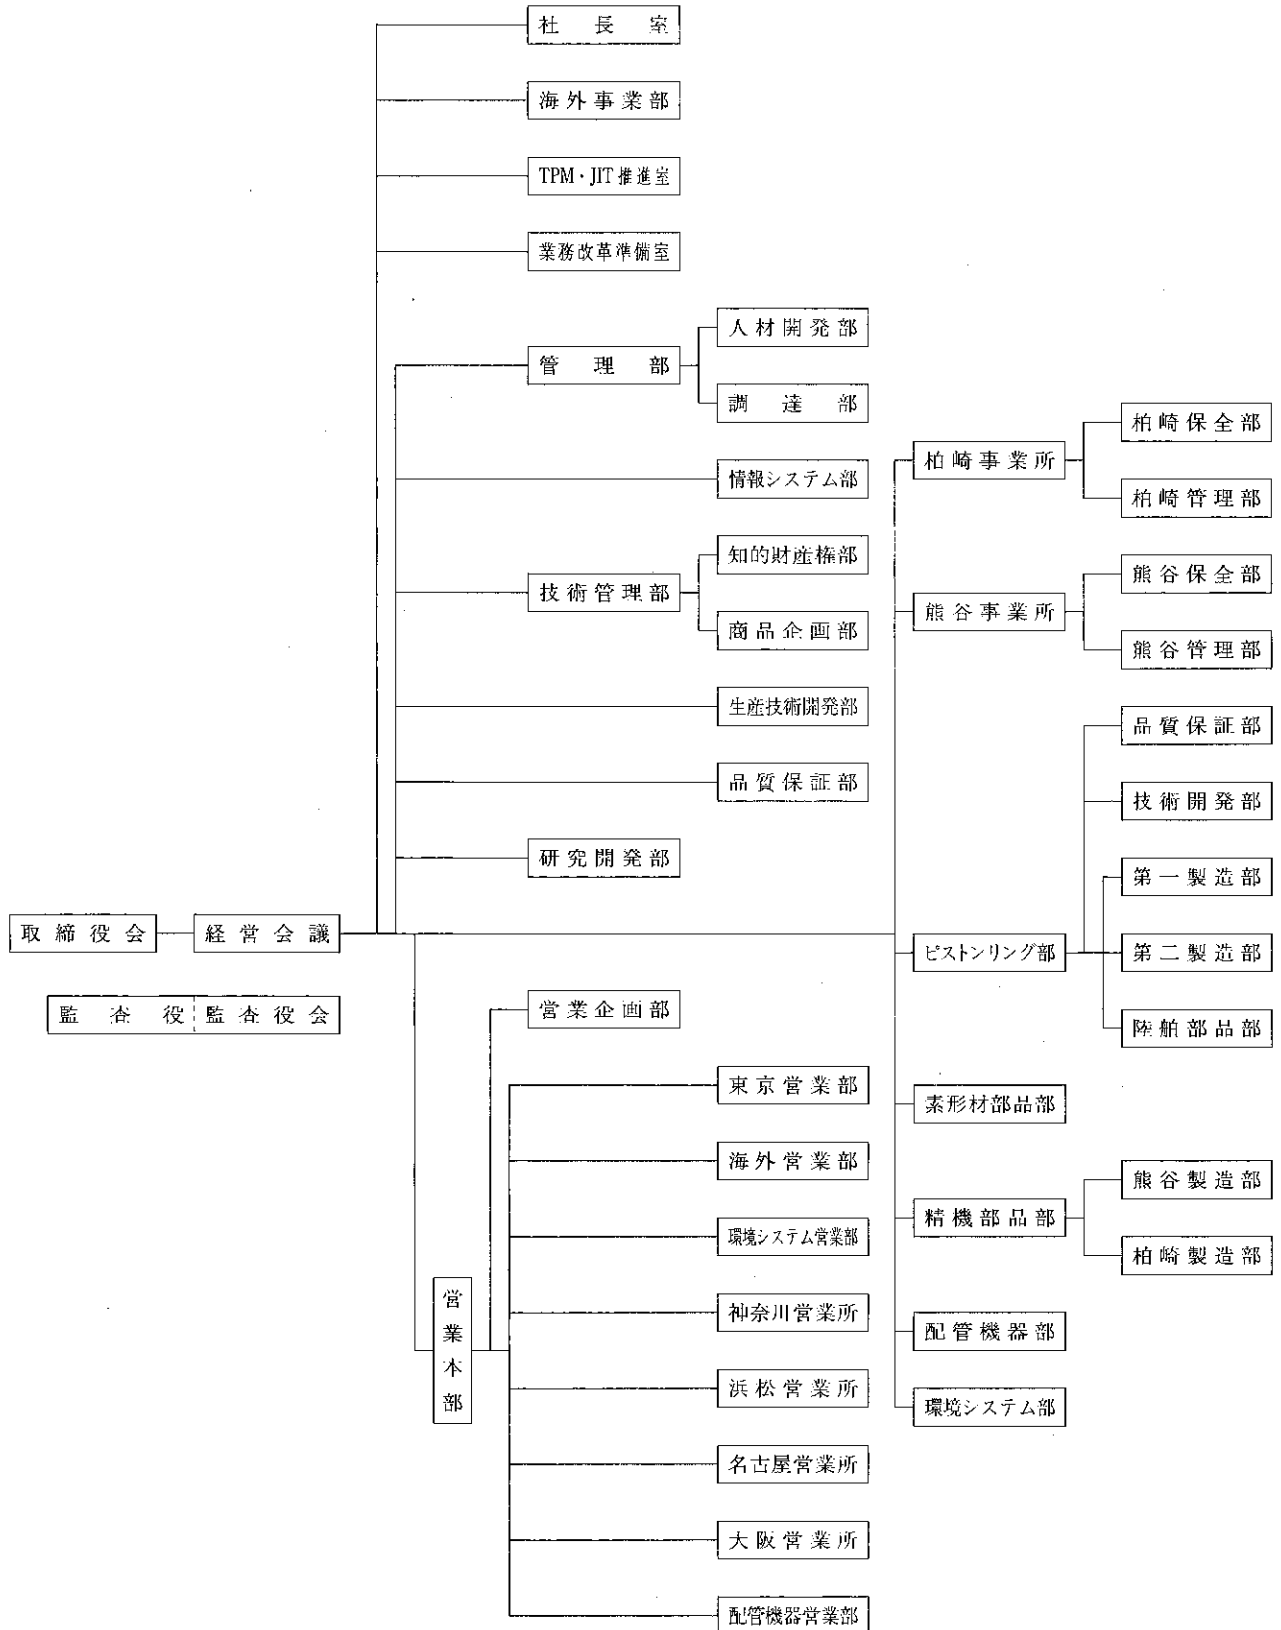 社長室
海外事業部
TPM・JIT推進室
業務改革準備室
管理部
人材開発部
調達部
情報システム部
技術管理部
知的財産権部
商品企画部
生産技術開発部
品質保証部
研究開発部
取締役会
経営会議
監査役
監査役会
営業本部
営業企画部
東京営業部
海外営業部
環境システム営業部
神奈川営業所
浜松営業所
名古屋営業所
大阪営業所
配管機器営業部
柏崎事業所
柏崎保全部
柏崎管理部
熊谷事業所
熊谷保全部
熊谷管理部
ピストンリング部
品質保証部
技術開発部
第一製造部
第二製造部
陸舶部品部
素形材部品部
精機部品部
熊谷製造部
柏崎製造部
配管機器部
環境システム部